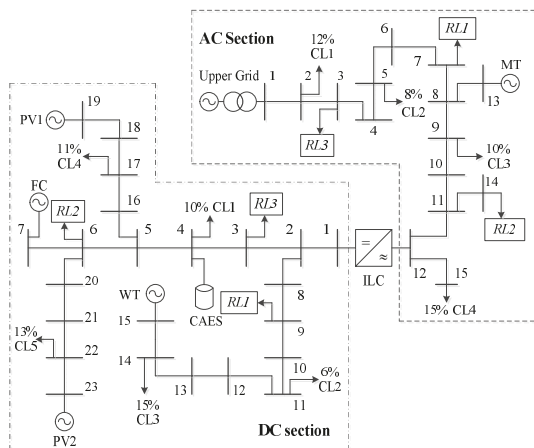 AC Section
RL1
12%
CL1
Upper Grid
1
2
3
4
5
6
7
8
9
10
11
12
13
14
15
MT
8%
CL2
RL3
10%
CL3
RL2
15% CL4
ILC
=
≈
PV1
19
18
17
16
11%
CL4
FC
RL2
7
6
5
4
3
2
1
10% CL1
RL3
CAES
WT
RL1
8
9
10
11
12
13
14
15
6%
CL2
15%
CL3
20
21
22
23
13%
CL5
PV2
DC section